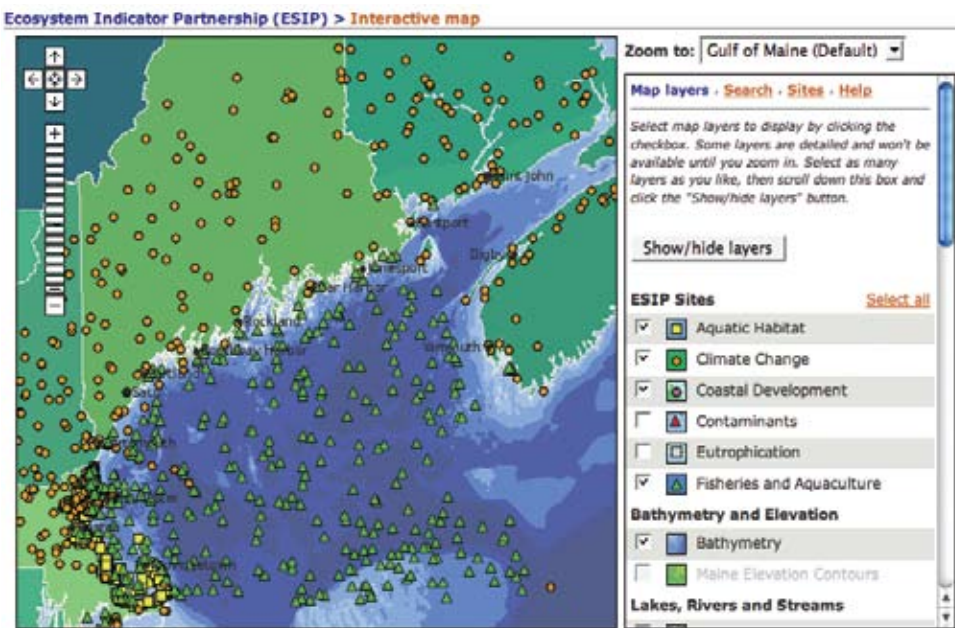 Ecosystem Indicator Partnership (ESIP) > Interactive map
Zoom to: Gulf of Maine (Default)
Map layers · Search · Sites · Help
Select map layers to display by clicking the
checkbox. Some layers are detailed and won't be
available until you zoom in. Select as many
layers as you like, then scroll down this box and
click the "Show/hide layers" button.
Show/hide layers
ESIP Sites Select all
Aquatic Habitat
Climate Change
Coastal Development
Contaminants
Eutrophication
Fisheries and Aquaculture
Bathymetry and Elevation
Bathymetry
Maine Elevation Contours
Lakes, Rivers and Streams
John
Digby
Harbor
Rockland